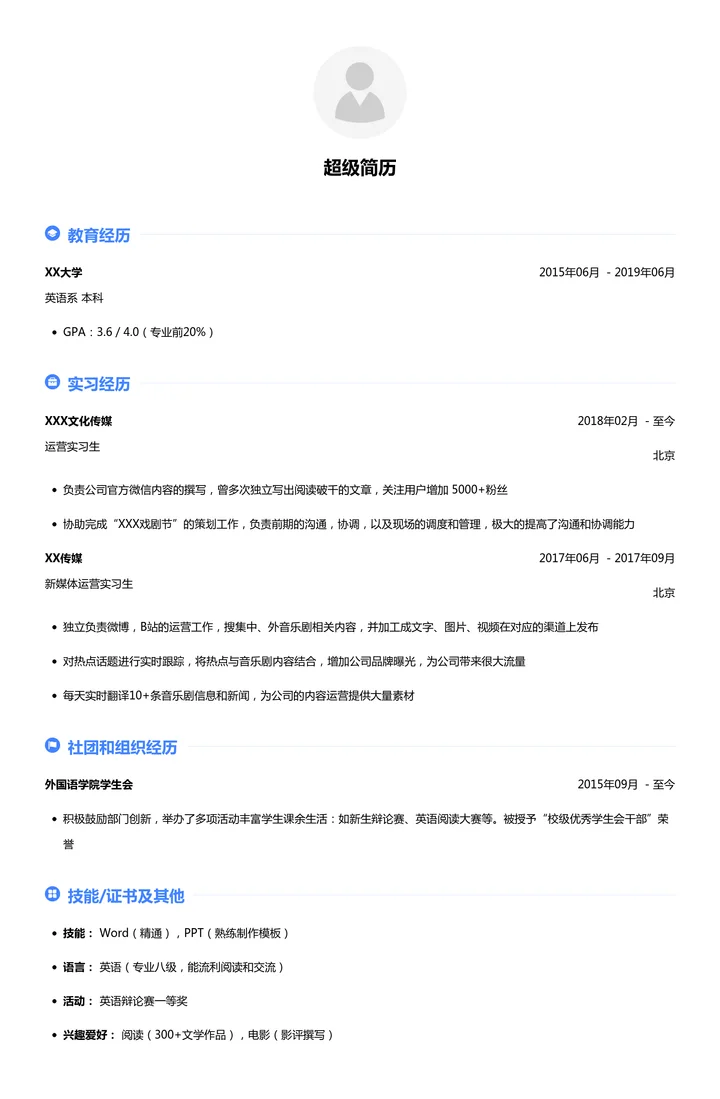 超级简历
教育经历
XX大学 2015年06月 - 2019年06月
英语系 本科
GPA：3.6 / 4.0（专业前20%）
实习经历
XXX文化传媒 2018年02月 - 至今
运营实习生
北京
负责公司官方微信内容的撰写，曾多次独立写出阅读破千的文章，关注用户增加 5000+粉丝
协助完成“XXX戏剧节”的策划工作，负责前期的沟通，协调，以及现场的调度和管理，极大的提高了沟通和协调能力
XX传媒 2017年06月 - 2017年09月
新媒体运营实习生
北京
独立负责微博，B站的运营工作，搜集中、外音乐剧相关内容，并加工成文字、图片、视频在对应的渠道上发布
对热点话题进行实时跟踪，将热点与音乐剧内容结合，增加公司品牌曝光，为公司带来很大流量
每天实时翻译10+条音乐剧信息和新闻，为公司的内容运营提供大量素材
社团和组织经历
外国语学院学生会 2015年09月 - 至今
积极鼓励部门创新，举办了多项活动丰富学生课余生活：如新生辩论赛、英语阅读大赛等。被授予“校级优秀学生会干部”荣
誉
技能/证书及其他
技能： Word（精通），PPT（熟练制作模板）
语言： 英语（专业八级，能流利阅读和交流）
活动： 英语辩论赛一等奖
兴趣爱好： 阅读（300+文学作品），电影（影评撰写）